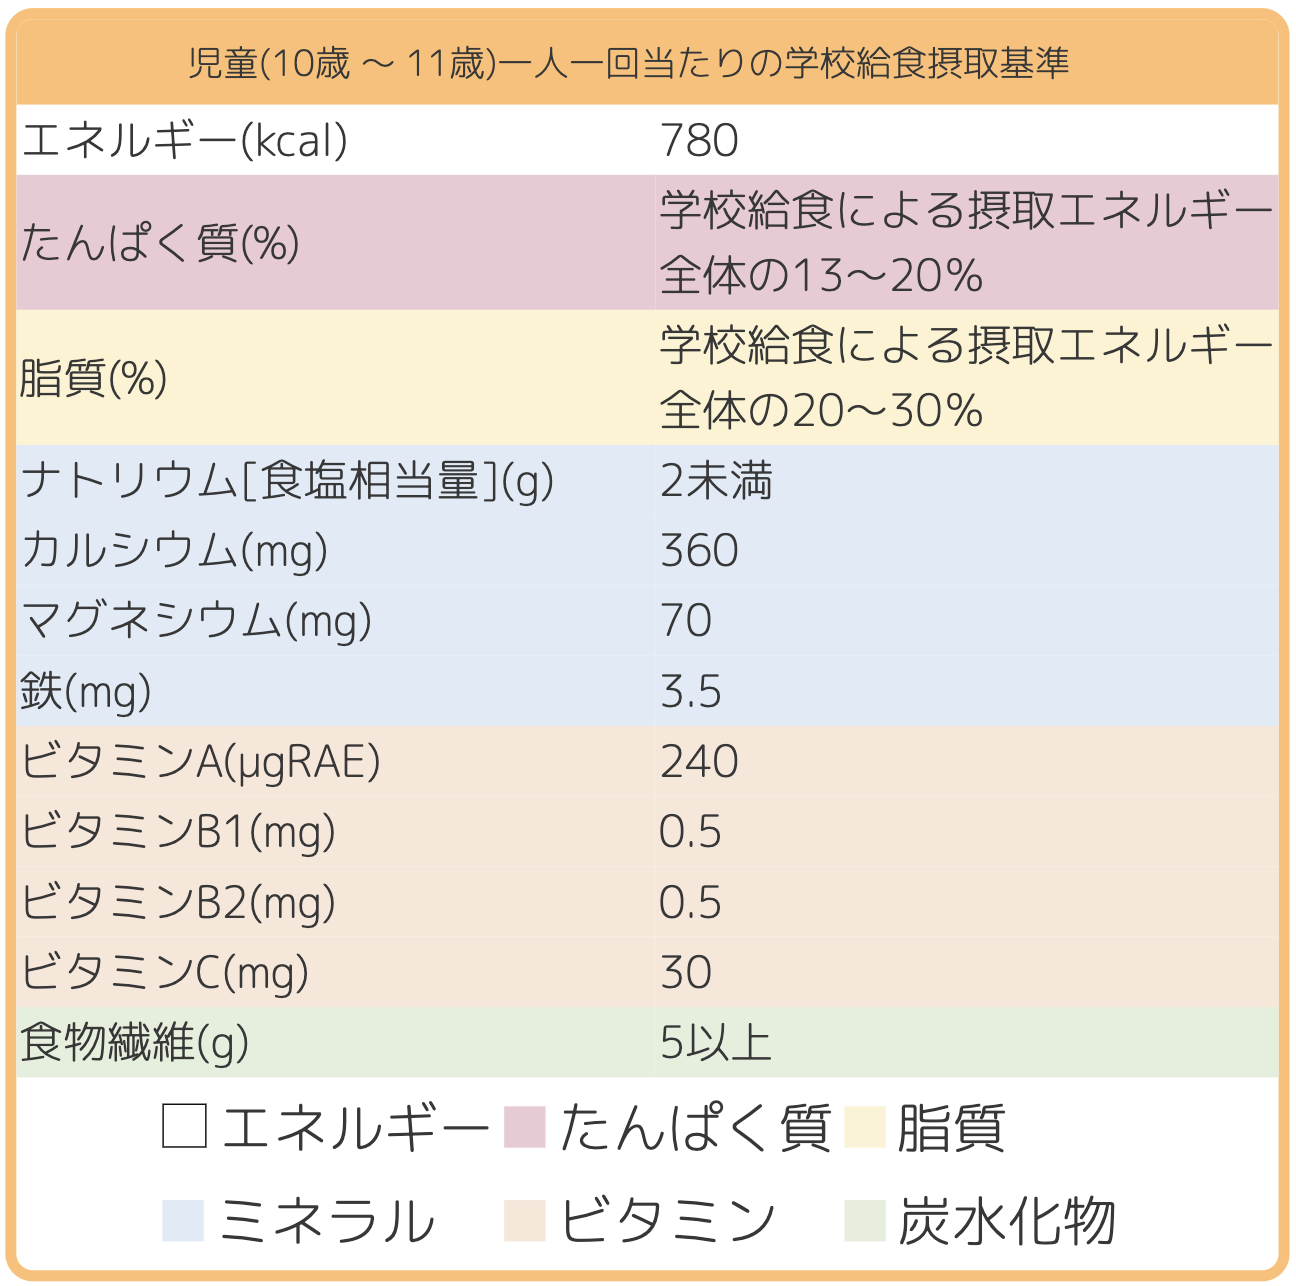 児童(10歳 〜 11歳)一人一回当たりの学校給食摂取基準
エネルギー(kcal) 780
たんぱく質(%) 学校給食による摂取エネルギー
全体の13〜20%
脂質(%) 学校給食による摂取エネルギー
全体の20〜30%
ナトリウム[食塩相当量](g) 2未満
カルシウム(mg) 360
マグネシウム(mg) 70
鉄(mg) 3.5
ビタミンA(µgRAE) 240
ビタミンB1(mg) 0.5
ビタミンB2(mg) 0.5
ビタミンC(mg) 30
食物繊維(g) 5以上
エネルギー たんぱく質 脂質
ミネラル ビタミン 炭水化物